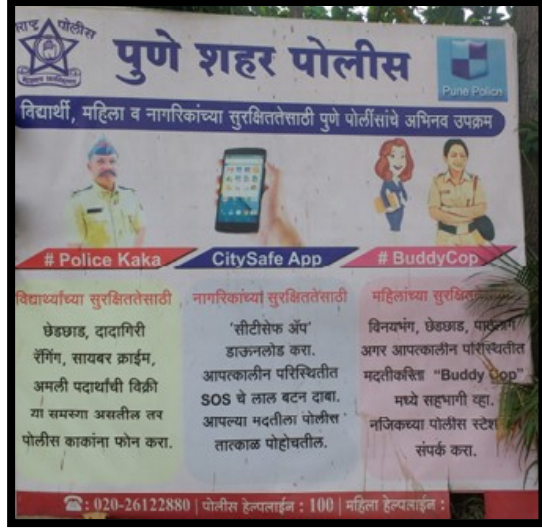 पोलीस
पुणे शहर पोलीस
Pune Police
विद्यार्थी, महिला व नागरिकांच्या सुरक्षिततेसाठी पुणे पोलींसांचे अभिनव उपक्रम
# Police Kaka
CitySafe App
# BuddyCop
विद्यार्थ्यांच्या सुरक्षिततेसाठी
छेडछाड, दादागिरी
रॅगिंग, सायबर क्राईम,
अमली पदार्थांची विक्री
या समस्या असतील तर
पोलीस काकांना फोन करा.
नागरिकांच्या सुरक्षिततेसाठी
‘सीटीसेफ ॲप’
डाऊनलोड करा.
आपत्कालीन परिस्थितीत
SOS चे लाल बटन दाबा.
आपल्या मदतीला पोलीस
तात्काळ पोहोचतील.
महिलांच्या
विनयभंग, छेडछाड,
अगर आपत्कालीन परिस्थितीत
मदतीकरिता “Buddy Cop”
मध्ये सहभागी व्हा.
नजिकच्या पोलीस
संपर्क करा.
☎: 020-26122880 | पोलीस हेल्पलाईन : 100 | महिला हेल्पलाईन :